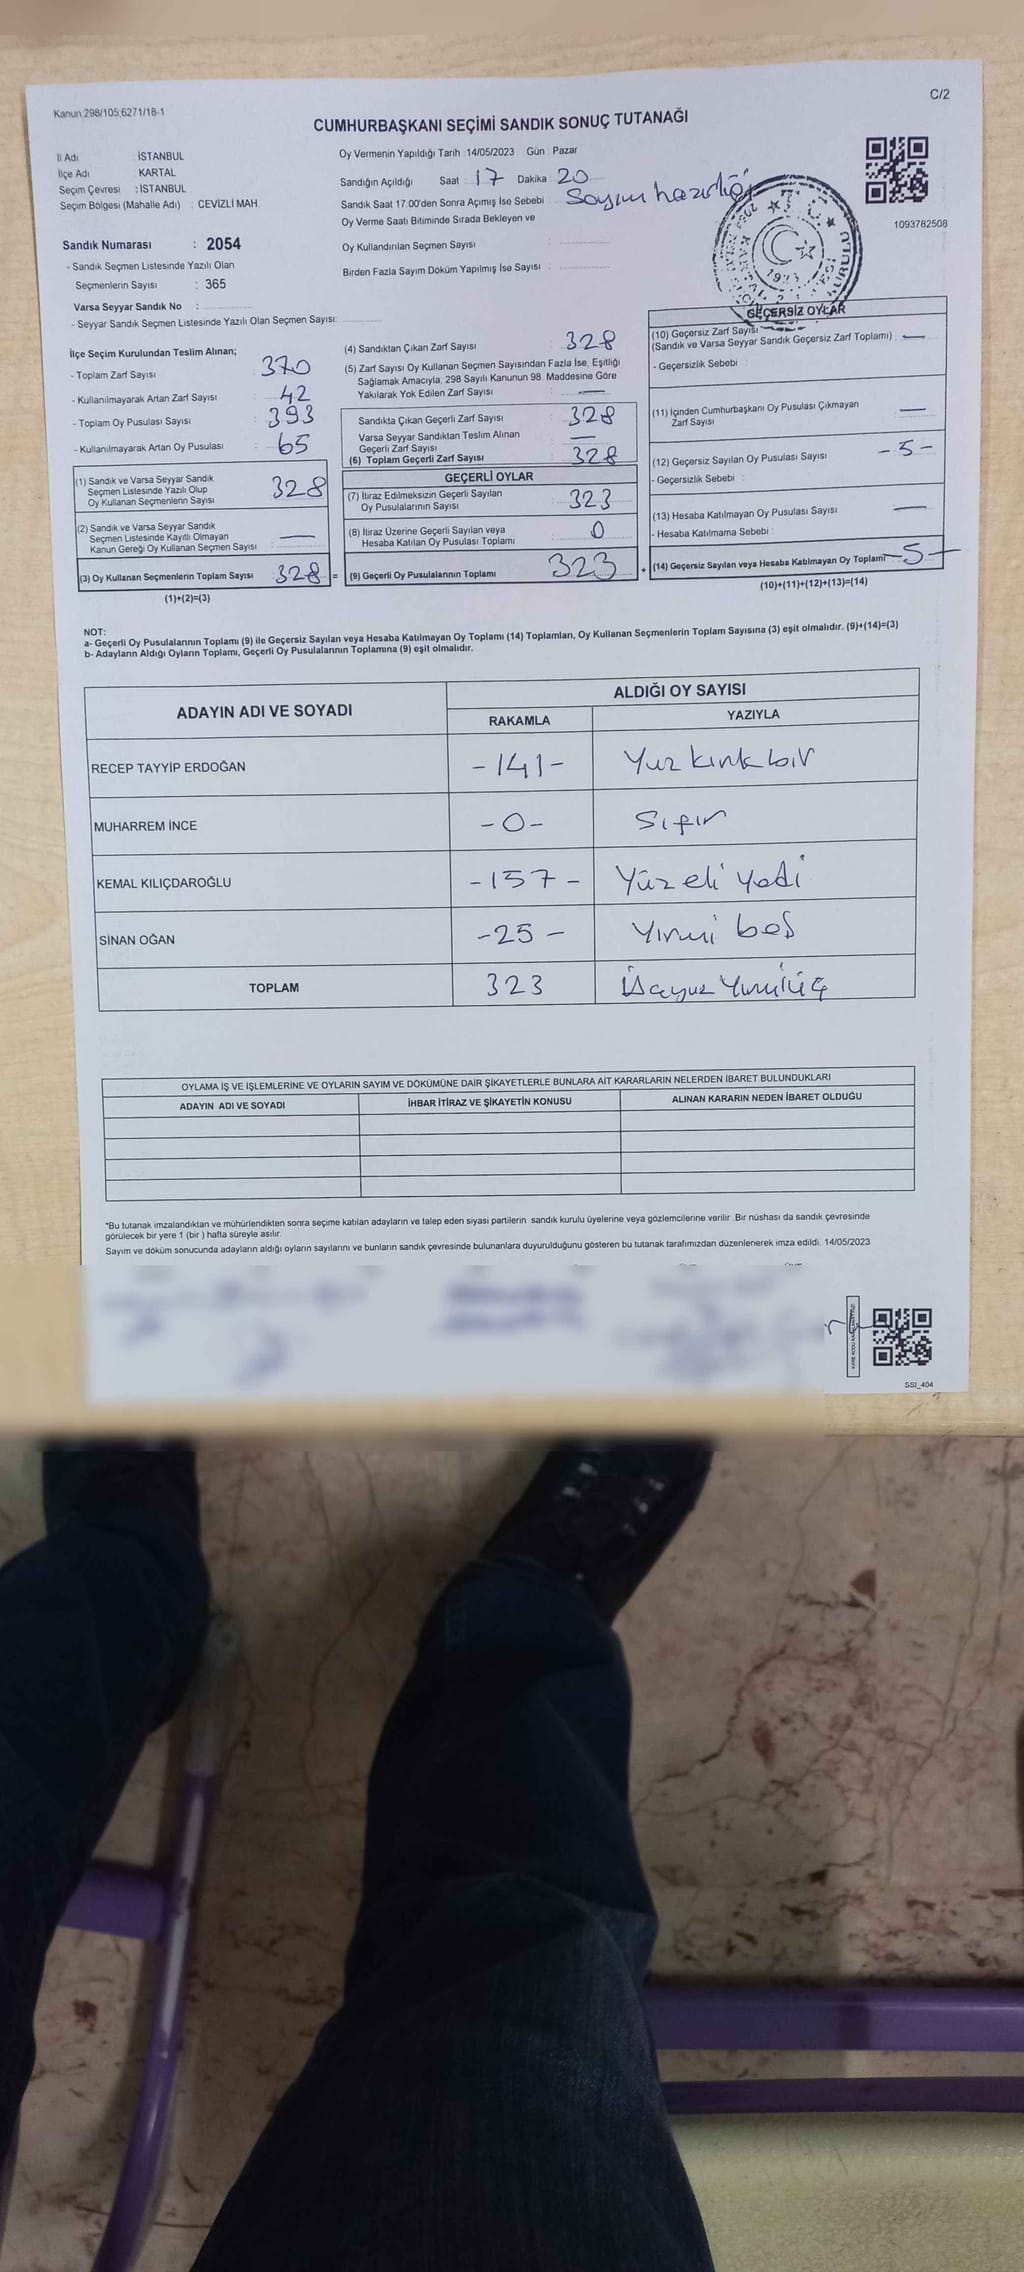 Kanun 298/105,6271/18-1
C/2
CUMHURBAŞKANI SEÇİMİ SANDIK SONUÇ TUTANAĞI
İl Adı : İSTANBUL
İlçe Adı : KARTAL
Seçim Çevresi : İSTANBUL
Seçim Bölgesi (Mahalle Adı) : CEVİZLİ MAH.
Oy Vermenin Yapıldığı Tarih : 14/05/2023 Gün : Pazar
Sandığın Açıldığı Saat : 17 Dakika : 20
Sandık Saat 17:00'den Sonra Açımış İse Sebebi : Sayım hazırlığı
Oy Verme Saati Bitiminde Sırada Bekleyen ve
Oy Kullandırılan Seçmen Sayısı :
Birden Fazla Sayım Döküm Yapılmış İse Sayısı :
1093782508
Sandık Numarası : 2054
- Sandık Seçmen Listesinde Yazılı Olan
Seçmenlerin Sayısı : 365
Varsa Seyyar Sandık No :
- Seyyar Sandık Seçmen Listesinde Yazılı Olan Seçmen Sayısı:
İlçe Seçim Kurulundan Teslim Alınan;
- Toplam Zarf Sayısı : 370
- Kullanılmayarak Artan Zarf Sayısı : 42
- Toplam Oy Pusulası Sayısı : 393
- Kullanılmayarak Artan Oy Pusulası : 65
(1) Sandık ve Varsa Seyyar Sandık
Seçmen Listesinde Yazılı Olup
Oy Kullanan Seçmenlerin Sayısı 328
(2) Sandık ve Varsa Seyyar Sandık
Seçmen Listesinde Kayıtlı Olmayan
Kanun Gereği Oy Kullanan Seçmen Sayısı : —
(3) Oy Kullanan Seçmenlerin Toplam Sayısı 328 =
(1)+(2)=(3)
(4) Sandıktan Çıkan Zarf Sayısı : 328
(5) Zarf Sayısı Oy Kullanan Seçmen Sayısından Fazla İse, Eşitliği
Sağlamak Amacıyla, 298 Sayılı Kanunun 98. Maddesine Göre
Yakılarak Yok Edilen Zarf Sayısı : —
Sandıkta Çıkan Geçerli Zarf Sayısı : 328
Varsa Seyyar Sandıktan Teslim Alınan
Geçerli Zarf Sayısı : —
(6) Toplam Geçerli Zarf Sayısı : 328
GEÇERLİ OYLAR
(7) İtiraz Edilmeksizin Geçerli Sayılan
Oy Pusulalarının Sayısı : 323
(8) İtiraz Üzerine Geçerli Sayılan veya
Hesaba Katılan Oy Pusulası Toplamı : 0
(9) Geçerli Oy Pusulalarının Toplamı 323 +
GEÇERSİZ OYLAR
(10) Geçersiz Zarf Sayısı
(Sandık ve Varsa Seyyar Sandık Geçersiz Zarf Toplamı) : —
- Geçersizlik Sebebi :
(11) İçinden Cumhurbaşkanı Oy Pusulası Çıkmayan
Zarf Sayısı —
(12) Geçersiz Sayılan Oy Pusulası Sayısı : -5-
- Geçersizlik Sebebi :
(13) Hesaba Katılmayan Oy Pusulası Sayısı : —
- Hesaba Katılmama Sebebi :
(14) Geçersiz Sayılan veya Hesaba Katılmayan Oy Toplamı -5-
(10)+(11)+(12)+(13)=(14)
NOT:
a- Geçerli Oy Pusulalarının Toplamı (9) ile Geçersiz Sayılan veya Hesaba Katılmayan Oy Toplamı (14) Toplamları, Oy Kullanan Seçmenlerin Toplam Sayısına (3) eşit olmalıdır. (9)+(14)=(3)
b- Adayların Aldığı Oyların Toplamı, Geçerli Oy Pusulalarının Toplamına (9) eşit olmalıdır.
ADAYIN ADI VE SOYADI
ALDIĞI OY SAYISI
RAKAMLA YAZIYLA
RECEP TAYYİP ERDOĞAN -141- Yüz kırk bir
MUHARREM İNCE -0- Sıfır
KEMAL KILIÇDAROĞLU -157- Yüz elli yedi
SİNAN OĞAN -25- Yirmi beş
TOPLAM 323 Üçyüz Yirmi üç
OYLAMA İŞ VE İŞLEMLERİNE VE OYLARIN SAYIM VE DÖKÜMÜNE DAİR ŞİKAYETLERLE BUNLARA AİT KARARLARIN NELERDEN İBARET BULUNDUKLARI
ADAYIN ADI VE SOYADI İHBAR İTİRAZ VE ŞİKAYETİN KONUSU ALINAN KARARIN NEDEN İBARET OLDUĞU
*Bu tutanak imzalandıktan ve mühürlendikten sonra seçime katılan adayların ve talep eden siyasi partilerin sandık kurulu üyelerine veya gözlemcilerine verilir .Bir nüshası da sandık çevresinde
görülecek bir yere 1 (bir ) hafta süreyle asılır.
Sayım ve döküm sonucunda adayların aldığı oyların sayılarını ve bunların sandık çevresinde bulunanlara duyurulduğunu gösteren bu tutanak tarafımızdan düzenlenerek imza edildi. 14/05/2023
SSI_404